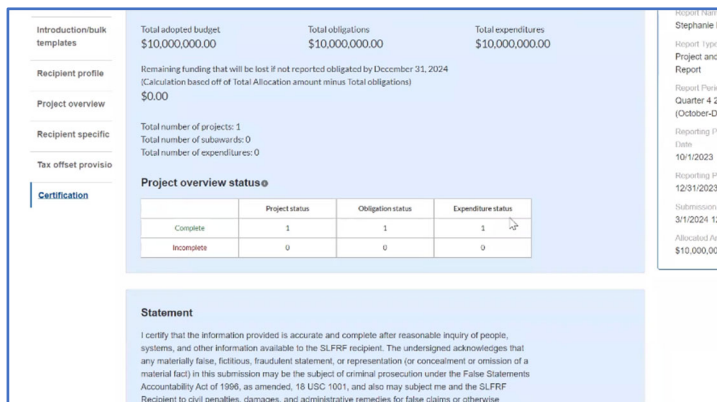 Introduction/bulk
templates
Recipient profile
Project overview
Recipient specific
Tax offset provisio
Certification
Total adopted budget Total obligations Total expenditures
$10,000,000.00 $10,000,000.00 $10,000,000.00
Remaining funding that will be lost if not reported obligated by December 31, 2024
(Calculation based off of Total Allocation amount minus Total obligations)
$0.00
Total number of projects: 1
Total number of subawards: 0
Total number of expenditures: 0
Project overview status
Project status Obligation status Expenditure status
Complete 1 1 1
Incomplete 0 0 0
Statement
I certify that the information provided is accurate and complete after reasonable inquiry of people,
systems, and other information available to the SLFRF recipient. The undersigned acknowledges that
any materially false, fictitious, fraudulent statement, or representation (or concealment or omission of a
material fact) in this submission may be the subject of criminal prosecution under the False Statements
Accountability Act of 1996, as amended, 18 USC 1001, and also may subject me and the SLFRF
Recipient to civil penalties, damages, and administrative remedies for false claims or otherwise
Report Nam
Stephanie
Report Type
Project and
Report
Report Peri
Quarter 4 2
(October-D
Reporting P
Date
10/1/2023
Reporting P
12/31/2023
Submission
3/1/2024 12
Allocated A
$10,000,00